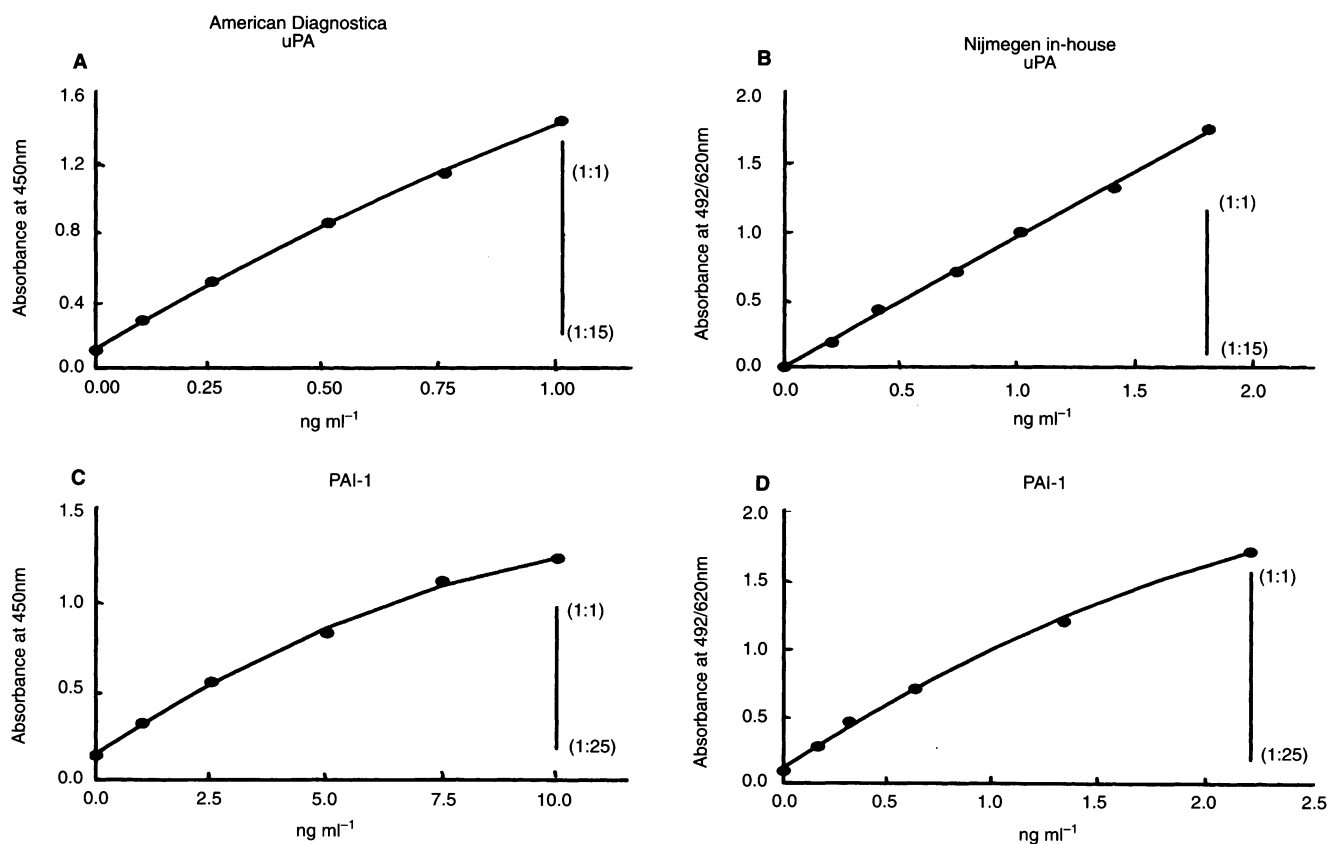 American Diagnostica
uPA
A
1.6
1.2
0.8
0.4
0.0
Absorbance at 450nm
(1:1)
(1:15)
0.00 0.25 0.50 0.75 1.00
ng ml⁻¹
Nijmegen in-house
uPA
B
2.0
1.5
1.0
0.5
0.0
Absorbance at 492/620nm
(1:1)
(1:15)
0.0 0.5 1.0 1.5 2.0
ng ml⁻¹
C
PAI-1
1.5
1.0
0.5
0.0
Absorbance at 450nm
(1:1)
(1:25)
0.0 2.5 5.0 7.5 10.0
ng ml⁻¹
D
PAI-1
2.0
1.5
1.0
0.5
0.0
Absorbance at 492/620nm
(1:1)
(1:25)
0.0 0.5 1.0 1.5 2.0 2.5
ng ml⁻¹